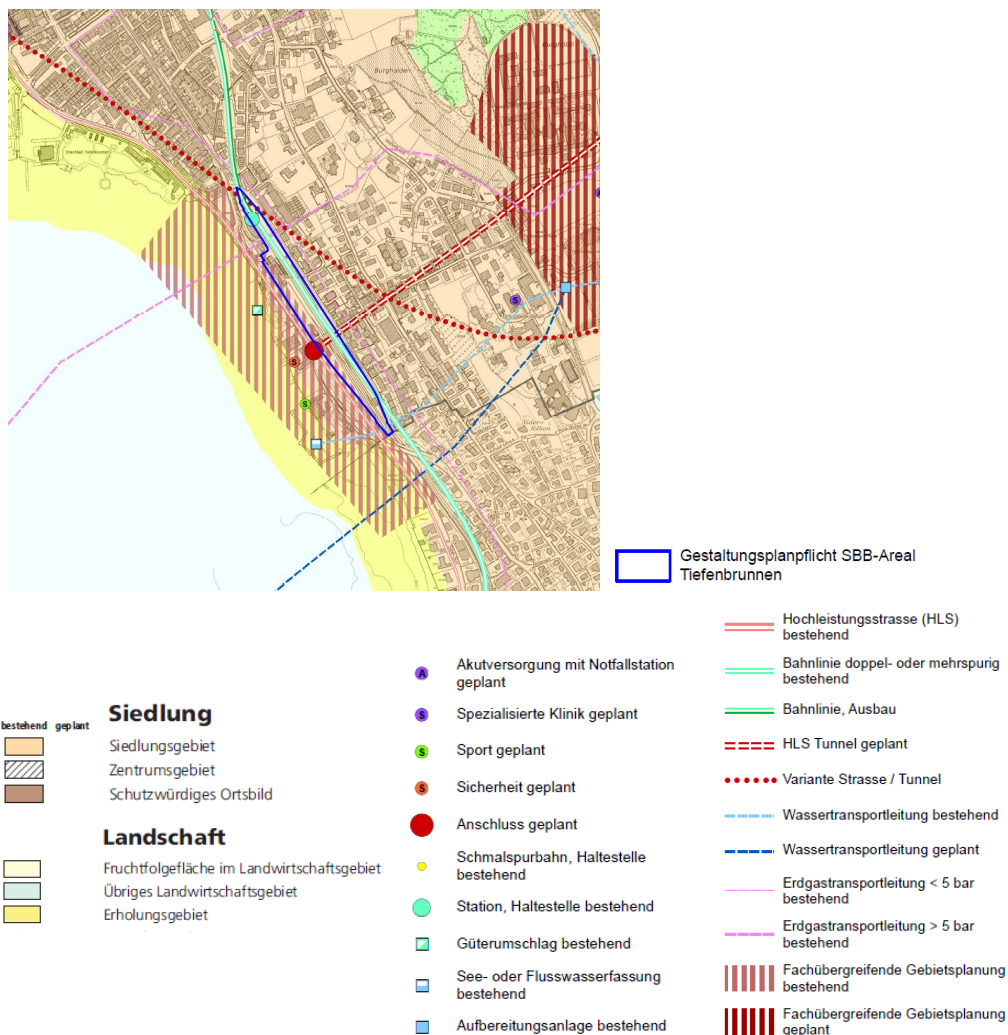 Burghalden
Burghölzli
Strandbad Tiefenbrunnen
S
S
S
Gestaltungsplanpflicht SBB-Areal
Tiefenbrunnen
bestehend geplant
Siedlung
Siedlungsgebiet
Zentrumsgebiet
Schutzwürdiges Ortsbild
Landschaft
Fruchtfolgefläche im Landwirtschaftsgebiet
Übriges Landwirtschaftsgebiet
Erholungsgebiet
A
Akutversorgung mit Notfallstation
geplant
S
Spezialisierte Klinik geplant
S
Sport geplant
S
Sicherheit geplant
Anschluss geplant
Schmalspurbahn, Haltestelle
bestehend
Station, Haltestelle bestehend
Güterumschlag bestehend
See- oder Flusswasserfassung
bestehend
Aufbereitungsanlage bestehend
Hochleistungsstrasse (HLS)
bestehend
Bahnlinie doppel- oder mehrspurig
bestehend
Bahnlinie, Ausbau
HLS Tunnel geplant
Variante Strasse / Tunnel
Wassertransportleitung bestehend
Wassertransportleitung geplant
Erdgastransportleitung < 5 bar
bestehend
Erdgastransportleitung > 5 bar
bestehend
Fachübergreifende Gebietsplanung
bestehend
Fachübergreifende Gebietsplanung
geplant